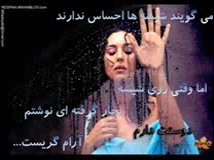 می گویند شیشه ها احساس ندارند
اما وقتی روی شیشه
بخار گرفته ای نوشتم
دوستت دارم
آرام گریست...